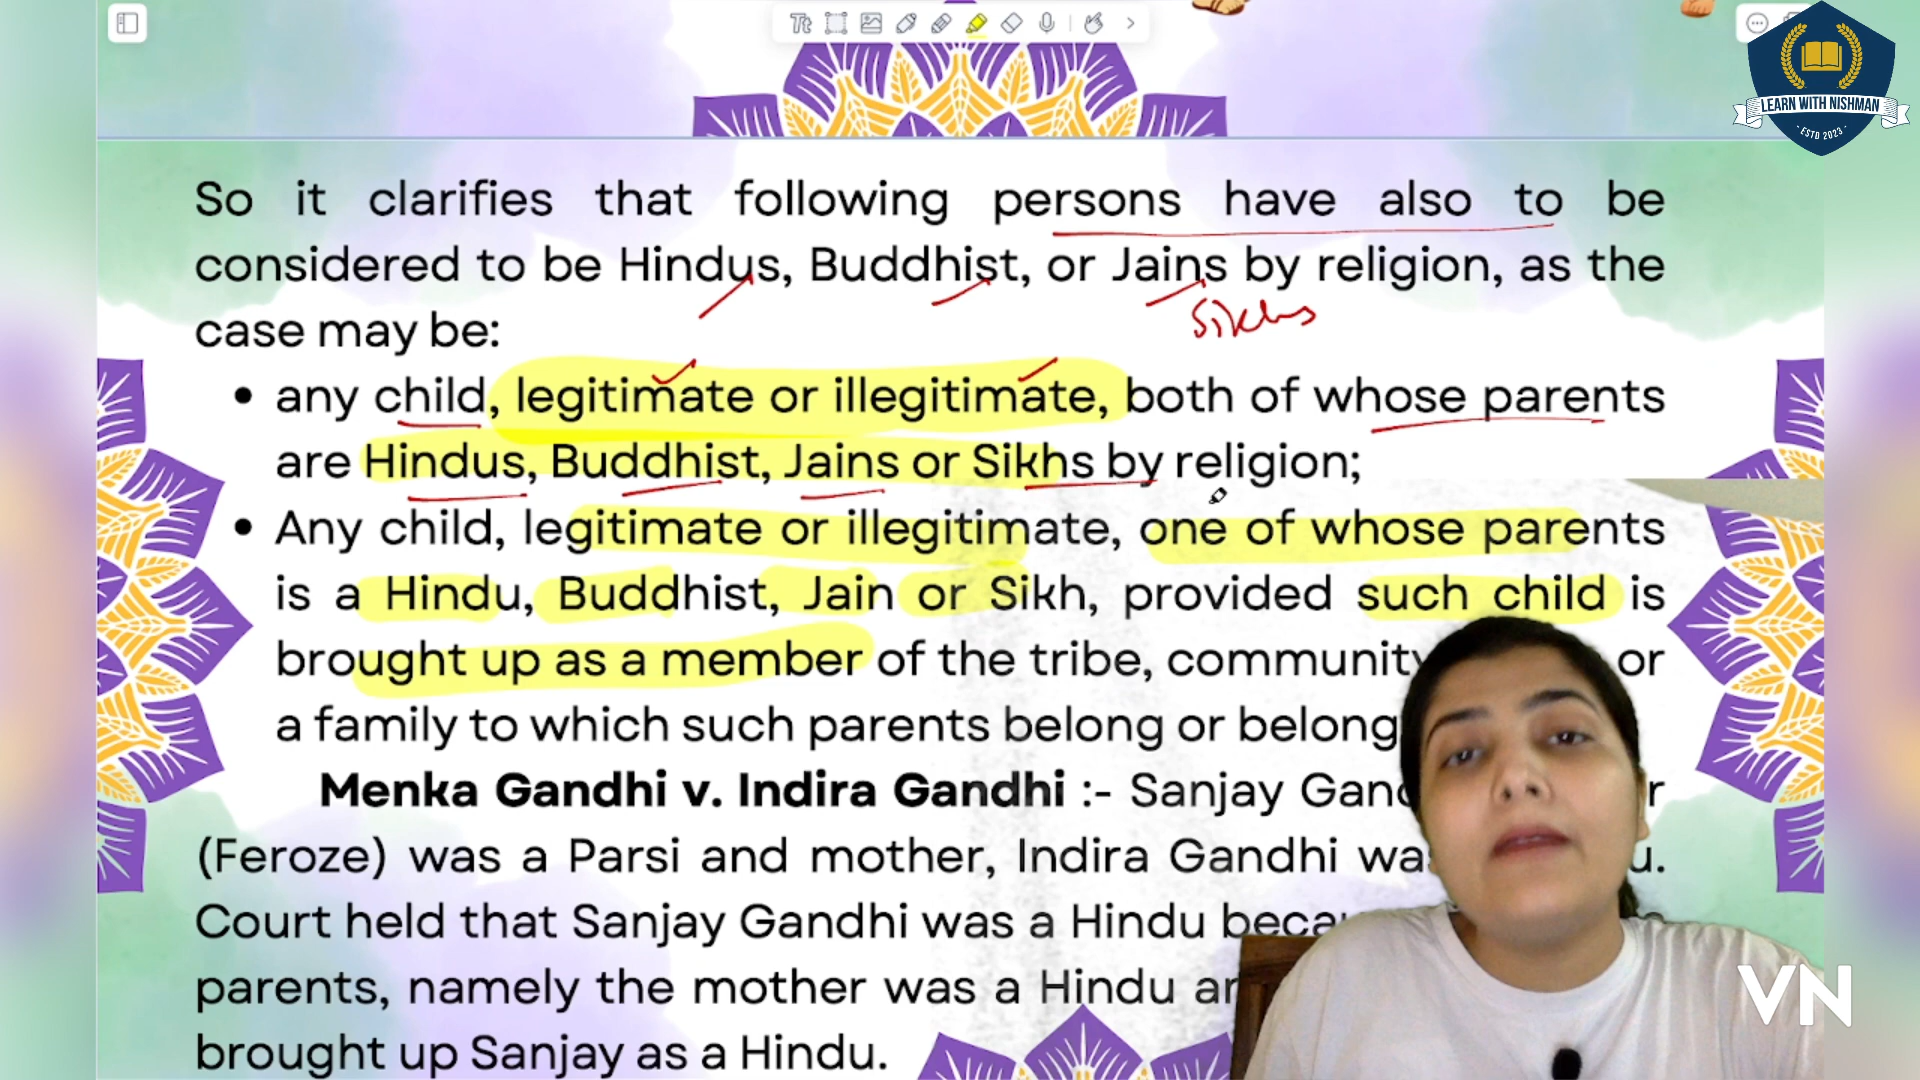 Tt
LEARN WITH NISHMAN
ESTD 2023
So it clarifies that following persons have also to be
considered to be Hindus, Buddhist, or Jains by religion, as the
Sikhs
case may be:
• any child, legitimate or illegitimate, both of whose parents
are Hindus, Buddhist, Jains or Sikhs by religion;
• Any child, legitimate or illegitimate, one of whose parents
is a Hindu, Buddhist, Jain or Sikh, provided such child is
brought up as a member of the tribe, community or
a family to which such parents belong or belong
Menka Gandhi v. Indira Gandhi :- Sanjay
(Feroze) was a Parsi and mother, Indira Gandhi
Court held that Sanjay Gandhi was a Hindu
parents, namely the mother was a Hindu
brought up Sanjay as a Hindu.
VN